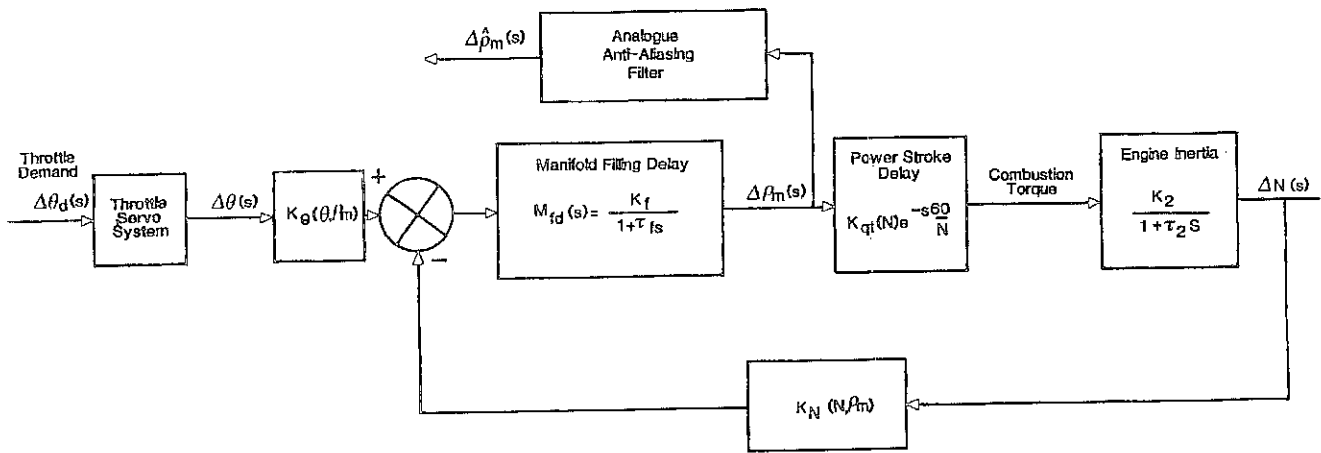 Δρ̂m(s)
Analogue
Anti-Aliasing
Filter
Throttle
Demand
Δθd(s)
Throttle
Servo
System
Δθ(s)
Kθ(θ,ρm)
+
−
Manifold Filling Delay
Mfd(s) = Kf / 1+τfs
Δρm(s)
Power Stroke
Delay
Kqt(N)e^-s60/N
Combustion
Torque
Engine Inertia
K2 / 1+τ2S
ΔN(s)
KN(N,ρm)